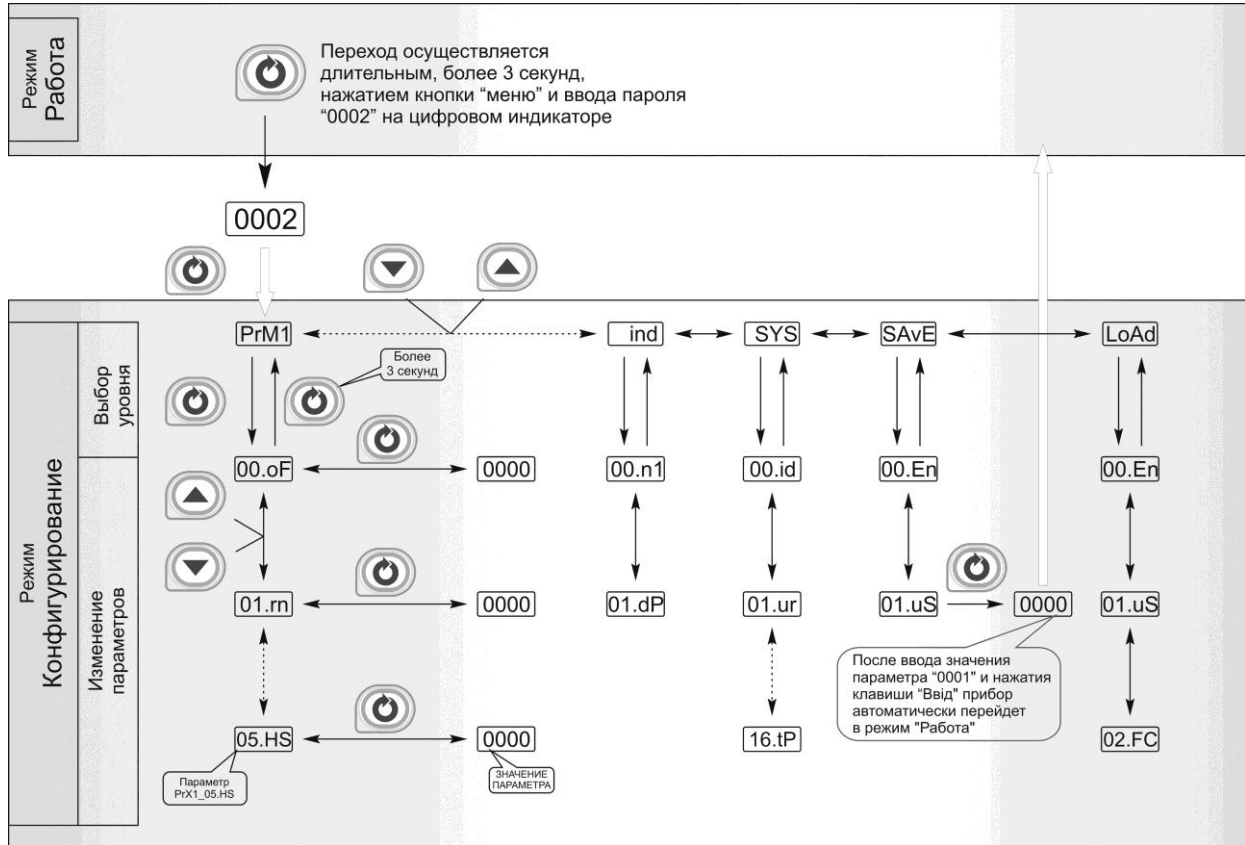 Режим
Работа
Переход осуществляется
длительным, более 3 секунд,
нажатием кнопки “меню” и ввода пароля
“0002” на цифровом индикаторе
0002
Режим
Конфигурирование
Выбор
уровня
Изменение
параметров
PrM1
ind
SYS
SAvE
LoAd
Более
3 секунд
00.oF
0000
00.n1
00.id
00.En
00.En
01.rn
0000
01.dP
01.ur
01.uS
0000
01.uS
После ввода значения
параметра “0001" и нажатия
клавиши “Ввід” прибор
автоматически перейдет
в режим "Работа"
05.HS
0000
16.tP
02.FC
Параметр
PrX1_05.HS
ЗНАЧЕНИЕ
ПАРАМЕТРА